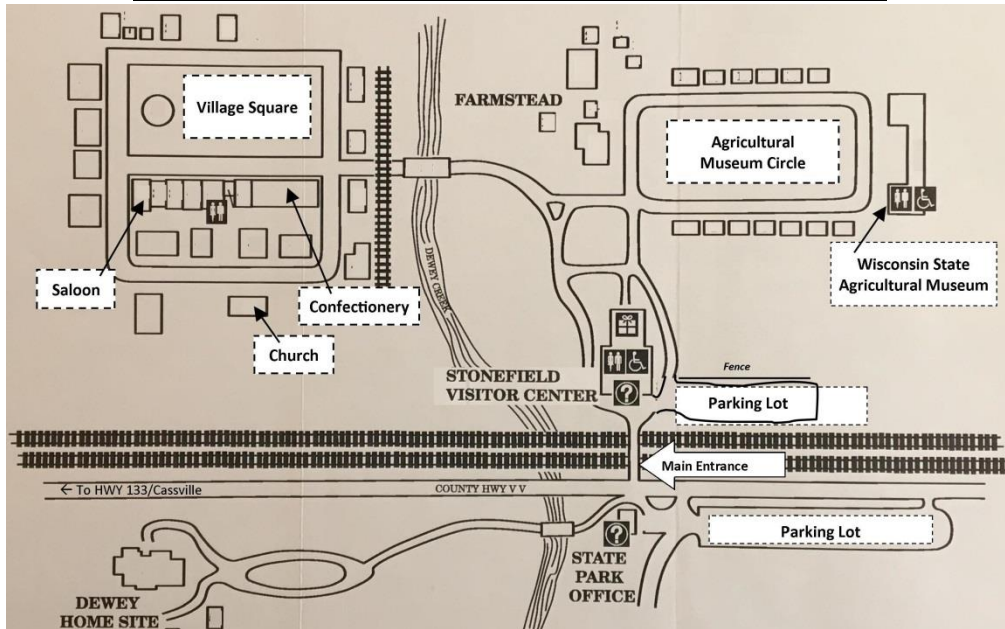 Village Square
FARMSTEAD
Agricultural
Museum Circle
Saloon
Confectionery
Church
DEWEY
CREEK
Wisconsin State
Agricultural Museum
STONEFIELD
VISITOR CENTER
?
Fence
Parking Lot
Main Entrance
← To HWY 133/Cassville
COUNTY HWY V V
?
Parking Lot
STATE
PARK
OFFICE
DEWEY
HOME SITE